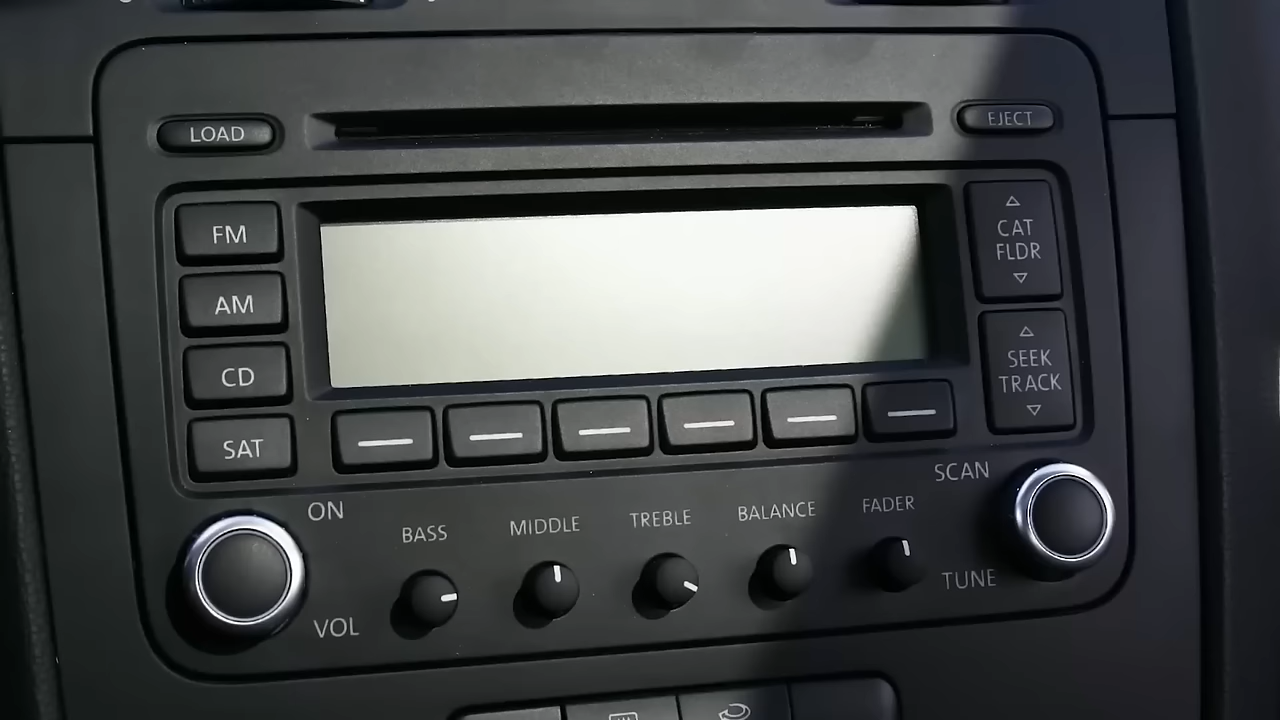 LOAD
EJECT
FM
CAT
FLDR
AM
CD
SEEK
TRACK
SAT
ON
SCAN
BASS
MIDDLE
TREBLE
BALANCE
FADER
VOL
TUNE